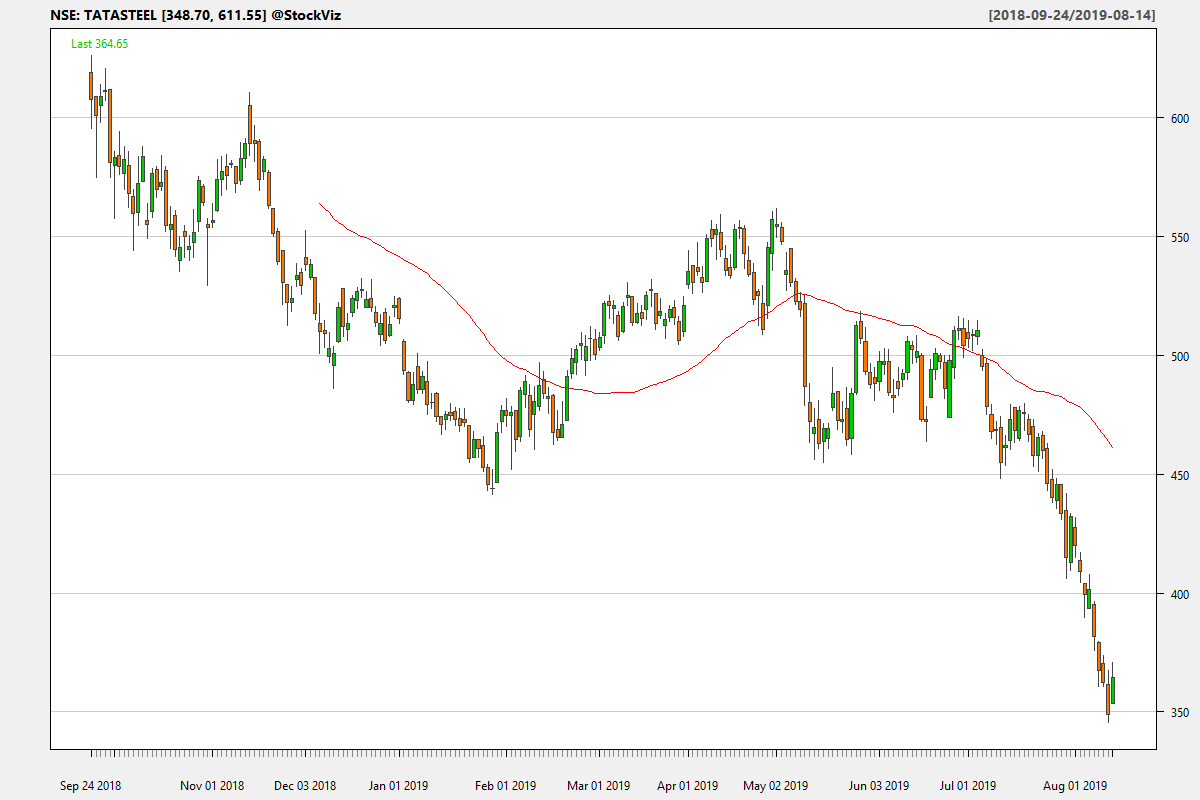 NSE: TATASTEEL [348.70, 611.55] @StockViz
[2018-09-24/2019-08-14]
Last 364.65
600
550
500
450
400
350
Sep 24 2018 Nov 01 2018 Dec 03 2018 Jan 01 2019 Feb 01 2019 Mar 01 2019 Apr 01 2019 May 02 2019 Jun 03 2019 Jul 01 2019 Aug 01 2019